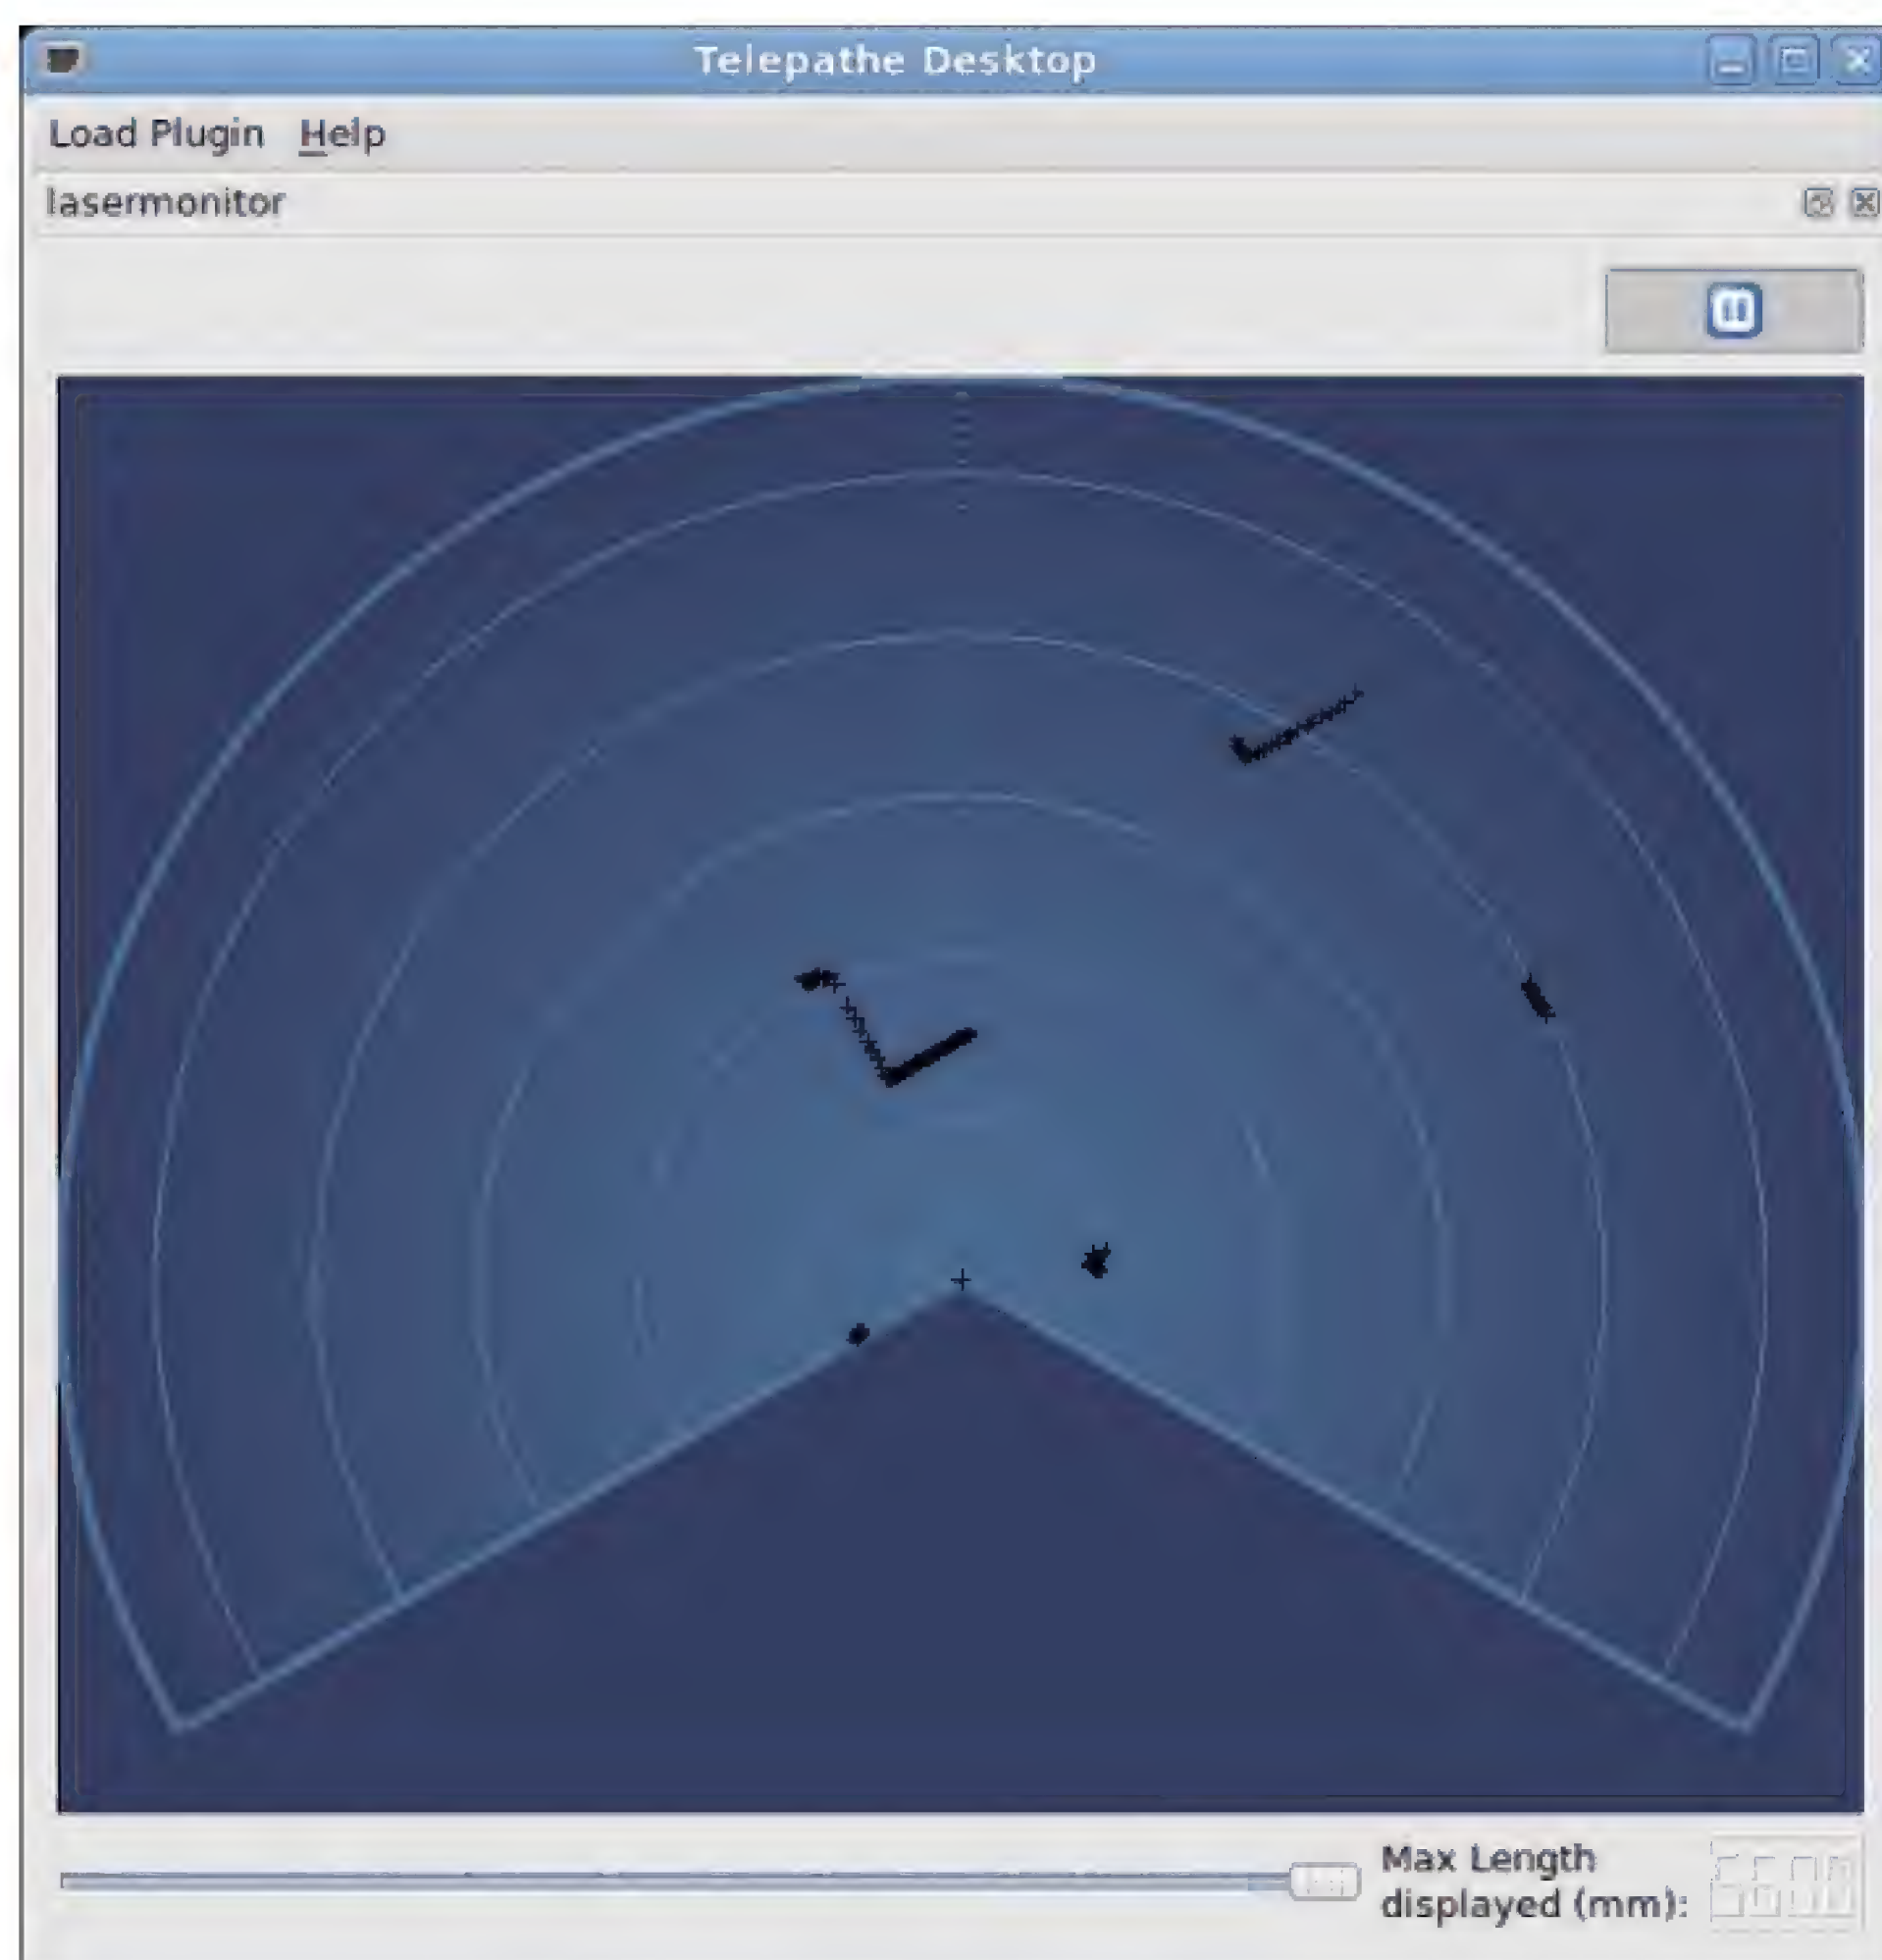 Telepathe Desktop
Load Plugin Help
lasermonitor
Max Length
displayed (mm):